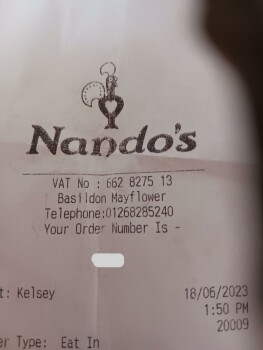 Nando's
VAT No : 662 8275 13
Basildon Mayflower
Telephone:01268285240
Your Order Number Is -
t: Kelsey 18/06/2023
1:50 PM
20009
er Type: Eat In